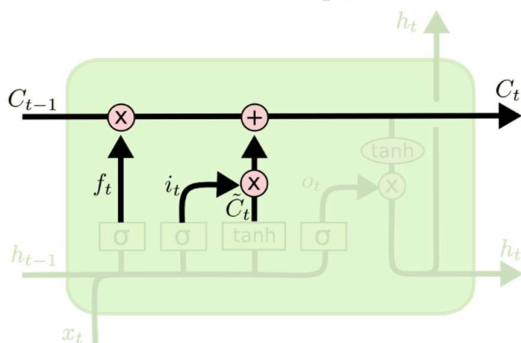 h_t
C_{t-1} × + C_t
tanh
f_t i_t × o_t ×
C̃_t
σ σ tanh σ
h_{t-1} h_t
x_t